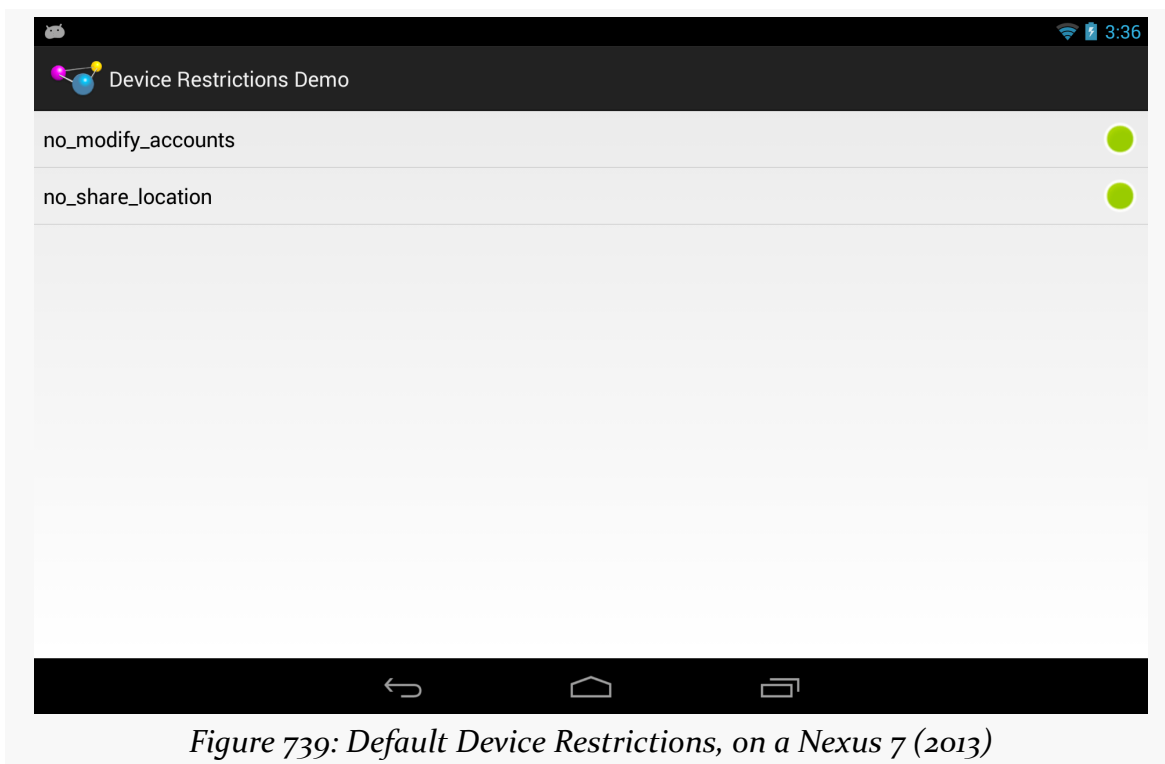 3:36
Device Restrictions Demo
no_modify_accounts
no_share_location
Figure 739: Default Device Restrictions, on a Nexus 7 (2013)